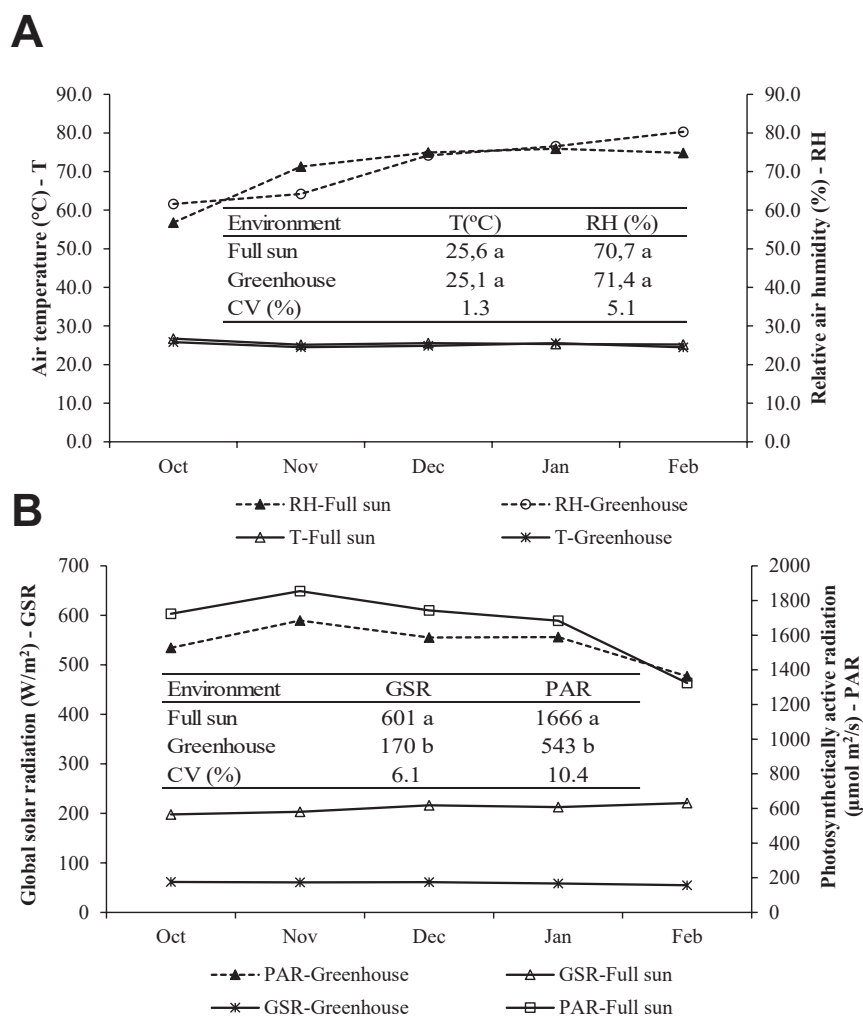 A
Air temperature (°C) - T
90.0
80.0
70.0
60.0
50.0
40.0
30.0
20.0
10.0
0.0
Environment T(°C) RH (%)
Full sun 25,6 a 70,7 a
Greenhouse 25,1 a 71,4 a
CV (%) 1.3 5.1
90.0
80.0
70.0
60.0
50.0
40.0
30.0
20.0
10.0
0.0
Relative air humidity (%) - RH
Oct Nov Dec Jan Feb
RH-Full sun RH-Greenhouse
T-Full sun T-Greenhouse
B
Global solar radiation (W/m²) - GSR
700
600
500
400
300
200
100
0
Environment GSR PAR
Full sun 601 a 1666 a
Greenhouse 170 b 543 b
CV (%) 6.1 10.4
2000
1800
1600
1400
1200
1000
800
600
400
200
0
Photosynthetically active radiation
(µmol m²/s) - PAR
Oct Nov Dec Jan Feb
PAR-Greenhouse GSR-Full sun
GSR-Greenhouse PAR-Full sun